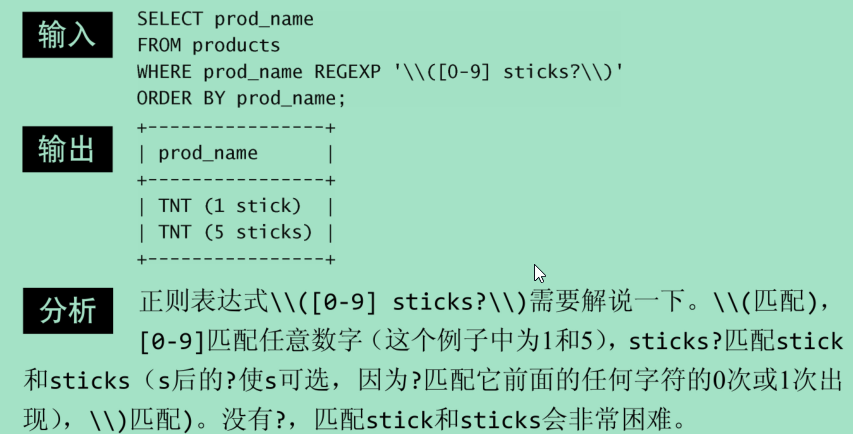 输入
SELECT prod_name
FROM products
WHERE prod_name REGEXP '\\([0-9] sticks?\\)'
ORDER BY prod_name;
输出
+----------------+
| prod_name      |
+----------------+
| TNT (1 stick)  |
| TNT (5 sticks) |
+----------------+
分析
正则表达式\\([0-9] sticks?\\)需要解说一下。\\(匹配)，
[0-9]匹配任意数字（这个例子中为1和5），sticks?匹配stick
和sticks（s后的?使s可选，因为?匹配它前面的任何字符的0次或1次出
现），\\)匹配)。没有?，匹配stick和sticks会非常困难。